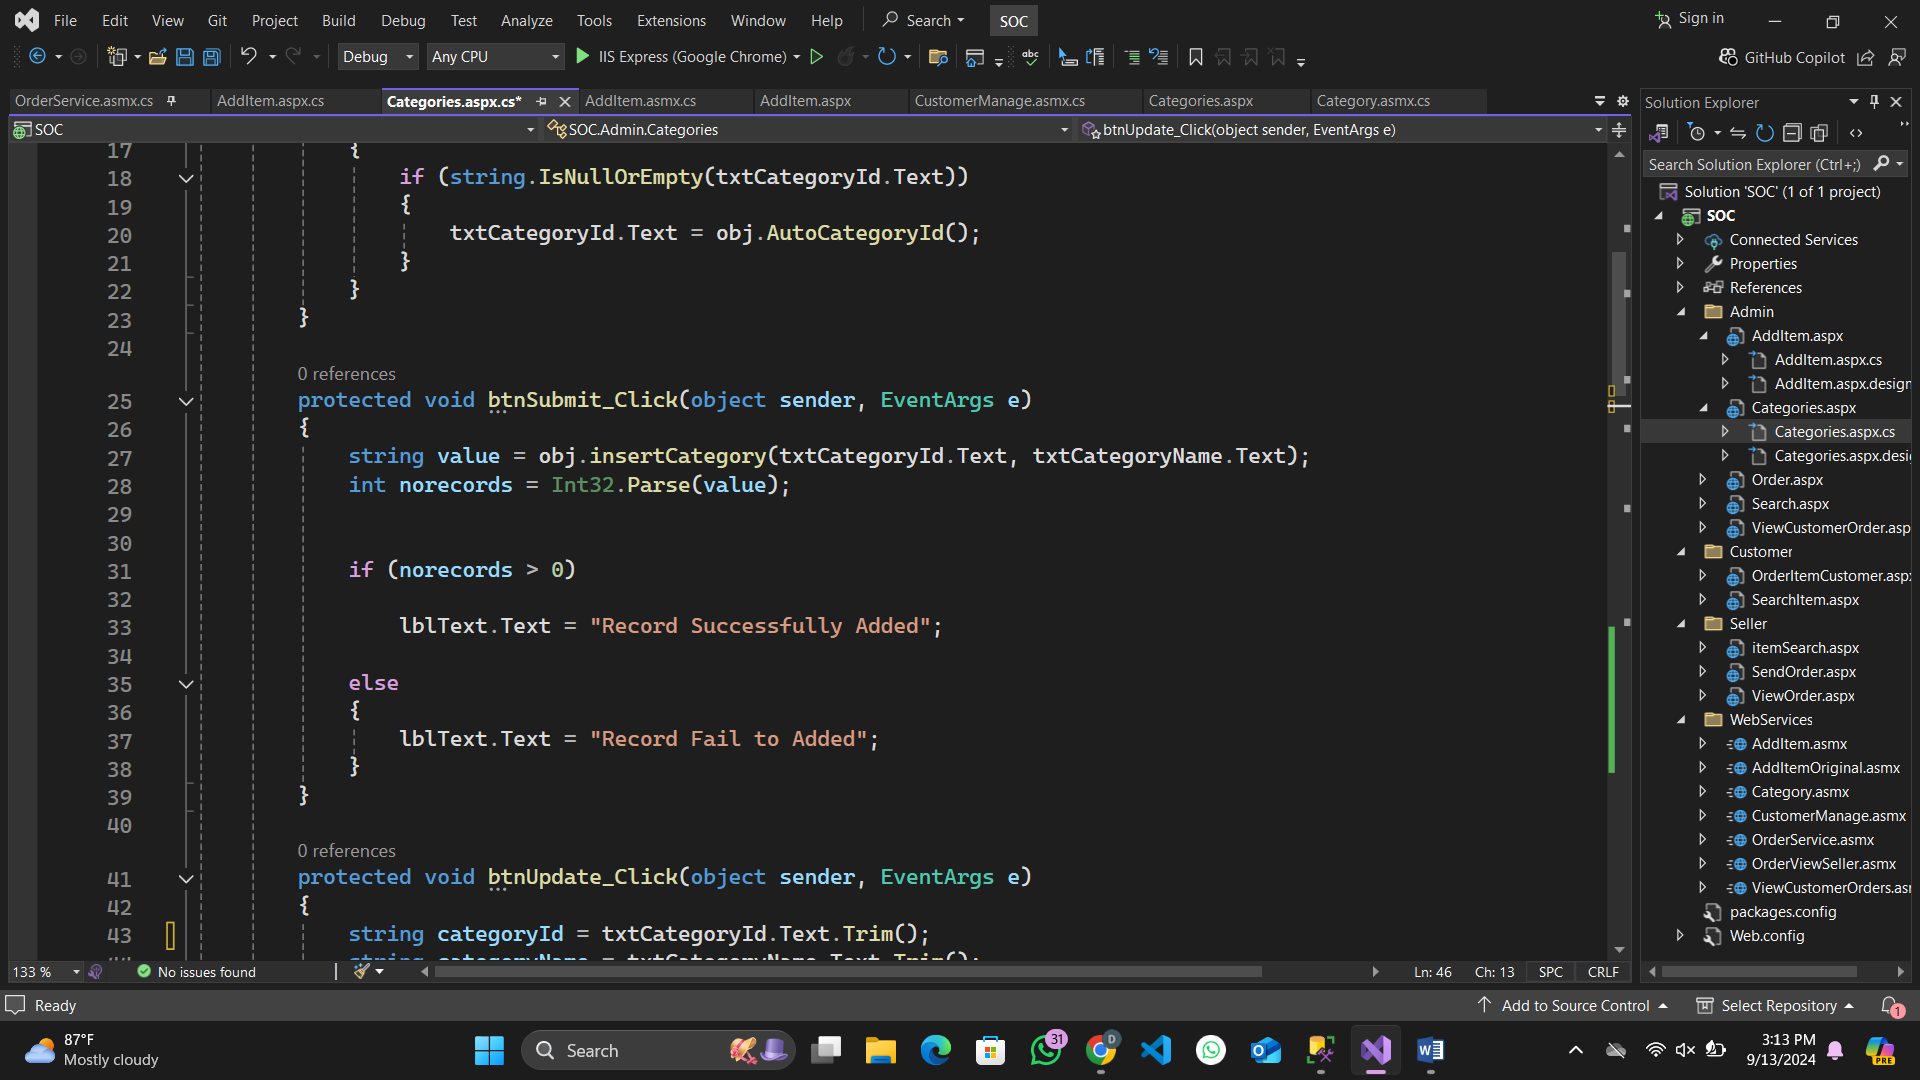 File Edit View Git Project Build Debug Test Analyze Tools Extensions Window Help Search SOC Sign in
Debug Any CPU IIS Express (Google Chrome) GitHub Copilot
OrderService.asmx.cs AddItem.aspx.cs Categories.aspx.cs* AddItem.asmx.cs AddItem.aspx CustomerManage.asmx.cs Categories.aspx Category.asmx.cs
SOC SOC.Admin.Categories btnUpdate_Click(object sender, EventArgs e)
17 {
18 if (string.IsNullOrEmpty(txtCategoryId.Text))
19 {
20 txtCategoryId.Text = obj.AutoCategoryId();
21 }
22 }
23 }
24
0 references
25 protected void btnSubmit_Click(object sender, EventArgs e)
26 {
27 string value = obj.insertCategory(txtCategoryId.Text, txtCategoryName.Text);
28 int norecords = Int32.Parse(value);
29
30
31 if (norecords > 0)
32
33 lblText.Text = "Record Successfully Added";
34
35 else
36 {
37 lblText.Text = "Record Fail to Added";
38 }
39 }
40
0 references
41 protected void btnUpdate_Click(object sender, EventArgs e)
42 {
43 string categoryId = txtCategoryId.Text.Trim();
string categoryName = txtCategoryName.Text.Trim();
133 % No issues found Ln: 46 Ch: 13 SPC CRLF
Solution Explorer
Search Solution Explorer (Ctrl+;)
Solution 'SOC' (1 of 1 project)
SOC
Connected Services
Properties
References
Admin
AddItem.aspx
AddItem.aspx.cs
AddItem.aspx.design
Categories.aspx
Categories.aspx.cs
Categories.aspx.desi
Order.aspx
Search.aspx
ViewCustomerOrder.asp
Customer
OrderItemCustomer.asp
SearchItem.aspx
Seller
itemSearch.aspx
SendOrder.aspx
ViewOrder.aspx
WebServices
AddItem.asmx
AddItemOriginal.asmx
Category.asmx
CustomerManage.asmx
OrderService.asmx
OrderViewSeller.asmx
ViewCustomerOrders.asm
packages.config
Web.config
Ready Add to Source Control Select Repository 1
87°F
Mostly cloudy
Search
31
D
PRE
3:13 PM
9/13/2024